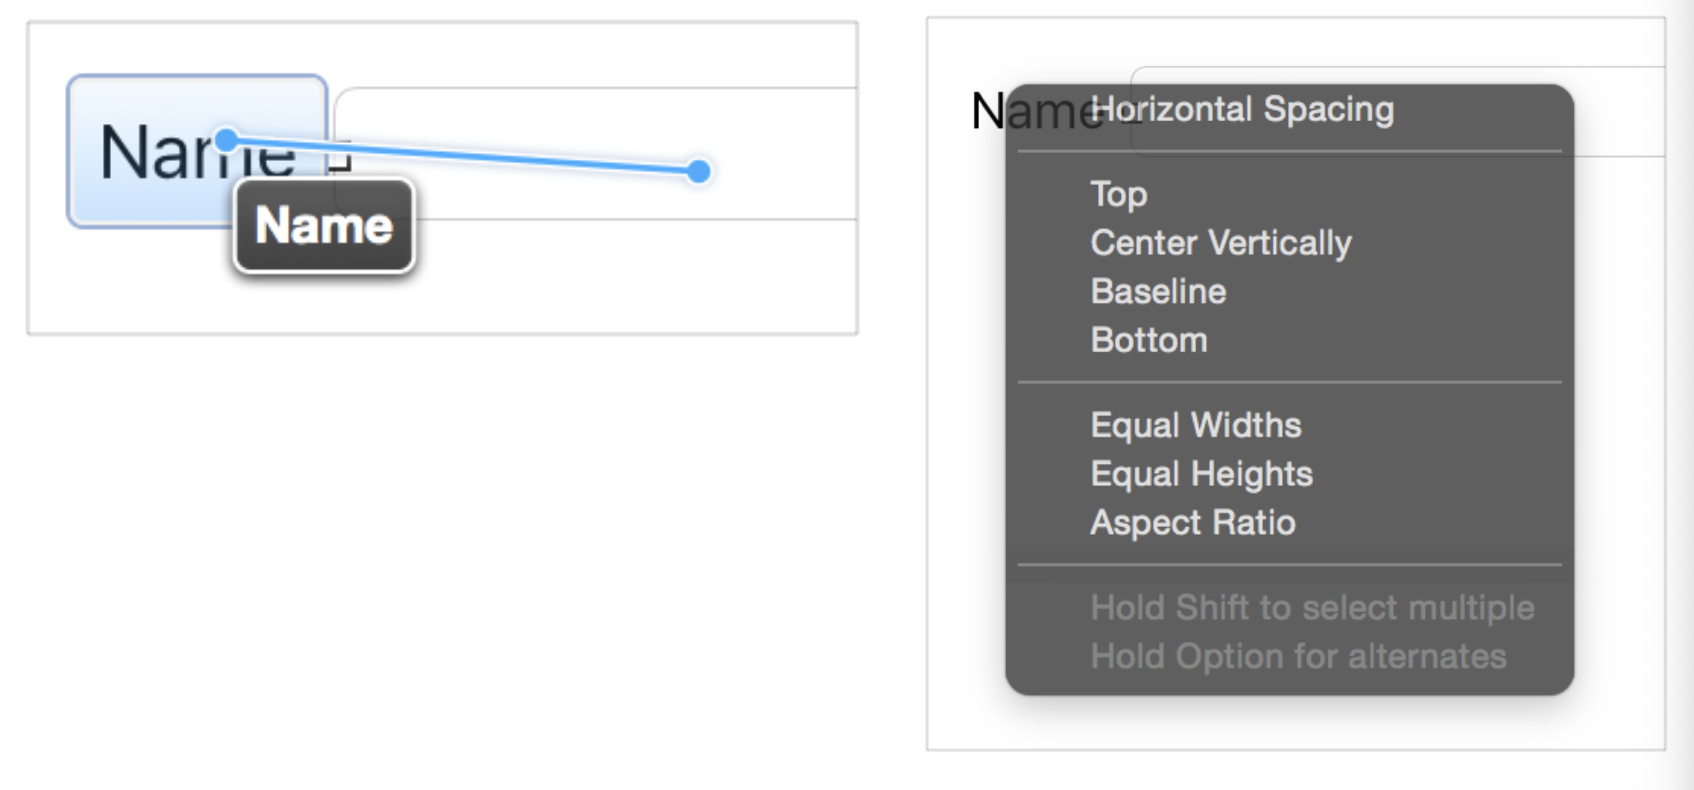 Name
Name
Name
Horizontal Spacing
Top
Center Vertically
Baseline
Bottom
Equal Widths
Equal Heights
Aspect Ratio
Hold Shift to select multiple
Hold Option for alternates